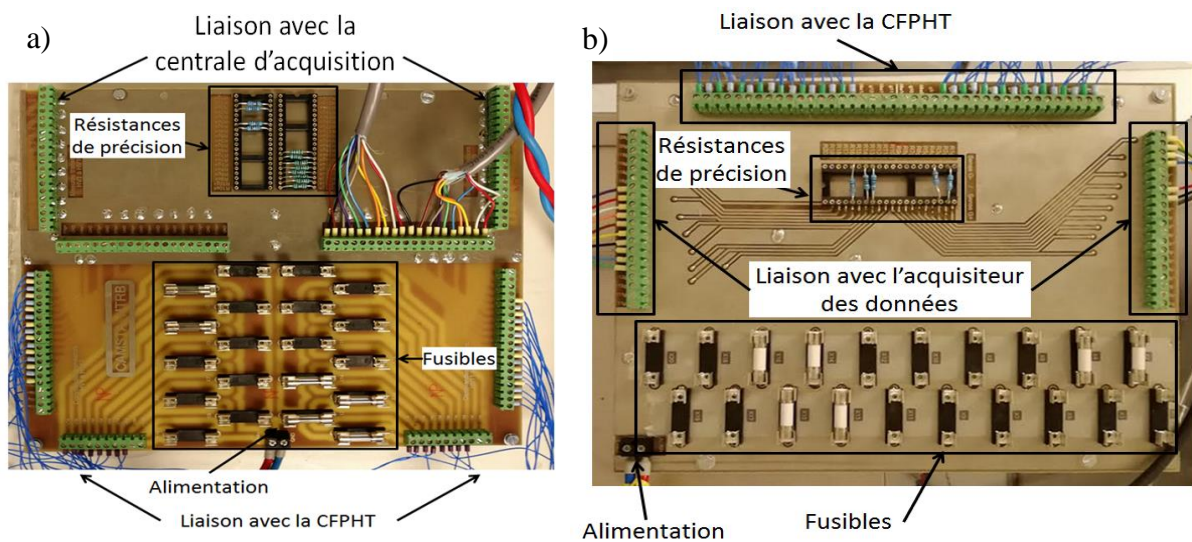 a)
Liaison avec la
centrale d'acquisition
Résistances
de précision
Fusibles
Alimentation
Liaison avec la CFPHT
b)
Liaison avec la CFPHT
Résistances
de précision
Liaison avec l'acquisiteur
des données
Alimentation
Fusibles